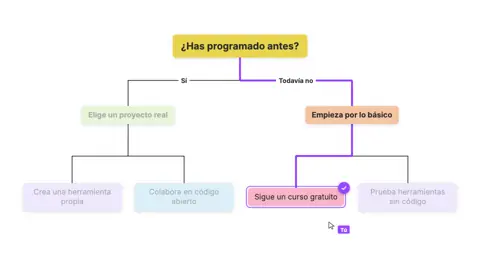 ¿Has programado antes?
Sí
Todavía no
Elige un proyecto real
Empieza por lo básico
Crea una herramienta
propia
Colabora en código
abierto
Sigue un curso gratuito
Prueba herramientas
sin código
Tú